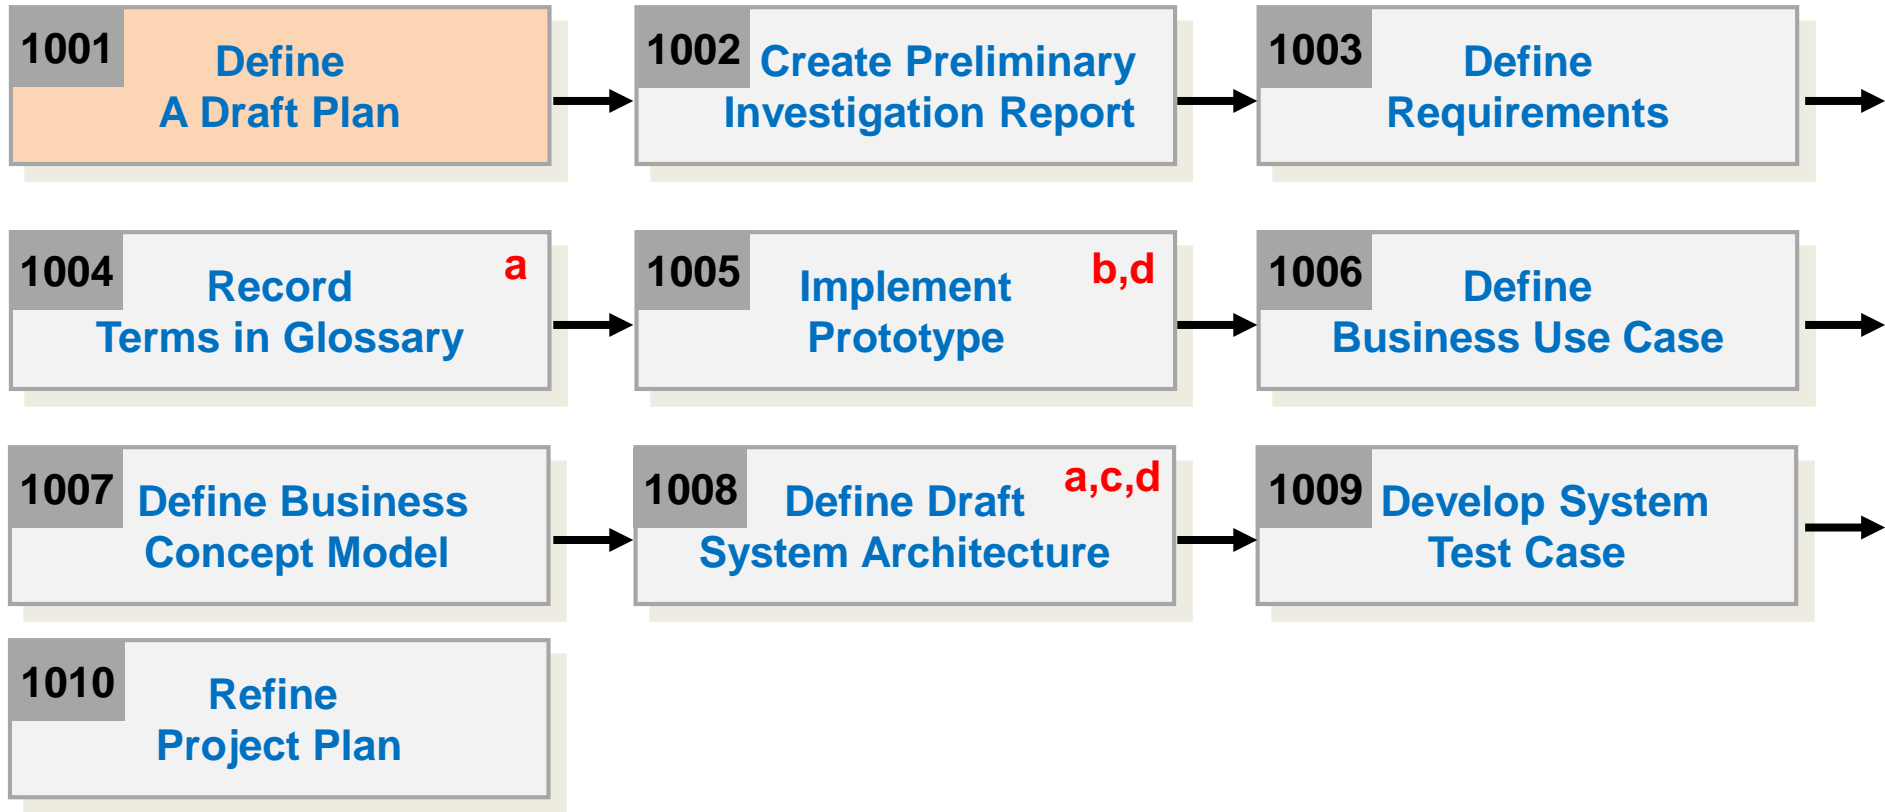 1001
Define
A Draft Plan
1002
Create Preliminary
Investigation Report
1003
Define
Requirements
1004
a
Record
Terms in Glossary
1005
b,d
Implement
Prototype
1006
Define
Business Use Case
1007
Define Business
Concept Model
1008
a,c,d
Define Draft
System Architecture
1009
Develop System
Test Case
1010
Refine
Project Plan